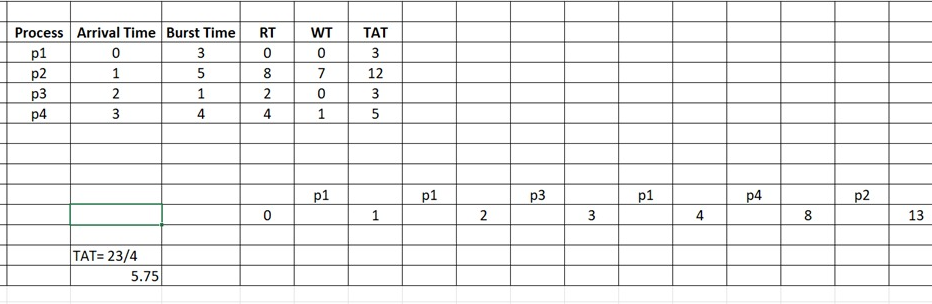 Process Arrival Time Burst Time RT WT TAT
p1 0 3 0 0 3
p2 1 5 8 7 12
p3 2 1 2 0 3
p4 3 4 4 1 5
p1 p1 p3 p1 p4 p2
0 1 2 3 4 8 13
TAT= 23/4
5.75